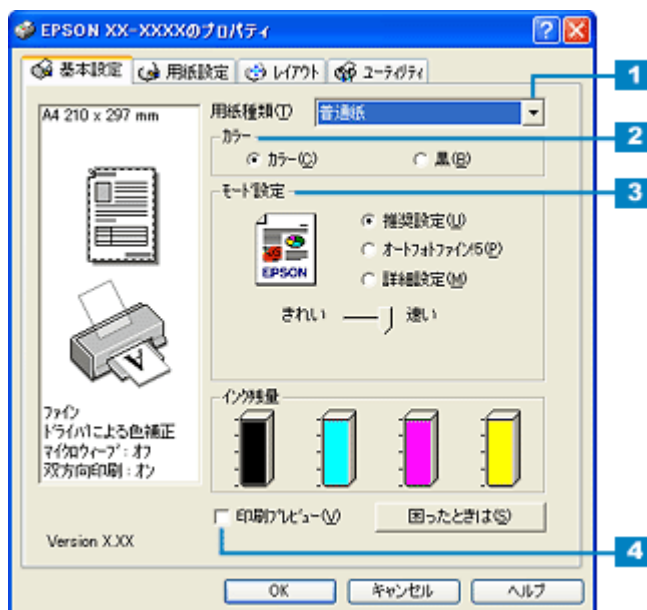 EPSON XX-XXXXのプロパティ
基本設定 用紙設定 レイアウト ユーティリティ
1
A4 210 x 297 mm
用紙種類(T) 普通紙
カラー
2
カラー(C) 黒(B)
モード設定
3
推奨設定(U)
オートフォトファイン!5(P)
EPSON
詳細設定(M)
きれい 速い
A
インク残量
ファイン
ドライバによる色補正
マイクロウィーブ : オフ
双方向印刷 : オン
印刷プレビュー(V) 困ったときは(S)
Version X.XX
4
OK キャンセル ヘルプ